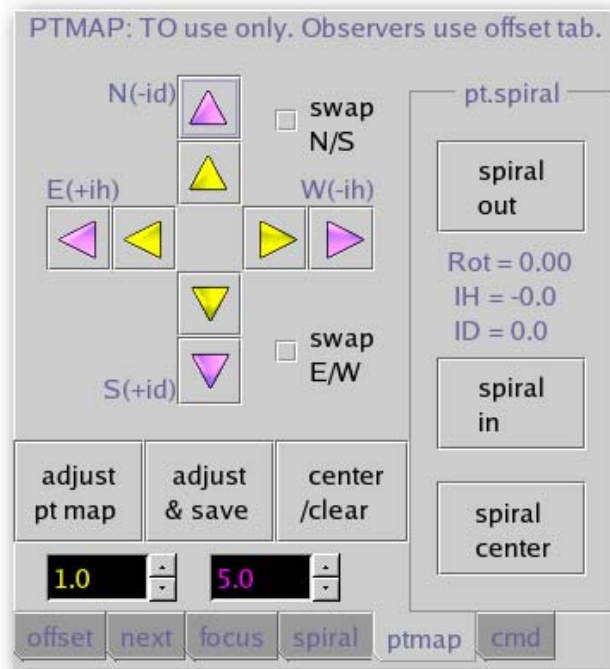 PTMAP: TO use only. Observers use offset tab.
N(-id)
swap
N/S
E(+ih)
W(-ih)
swap
E/W
S(+id)
pt.spiral
spiral
out
Rot = 0.00
IH = -0.0
ID = 0.0
spiral
in
spiral
center
adjust
pt map
adjust
& save
center
/clear
1.0
5.0
offset next focus spiral ptmap cmd